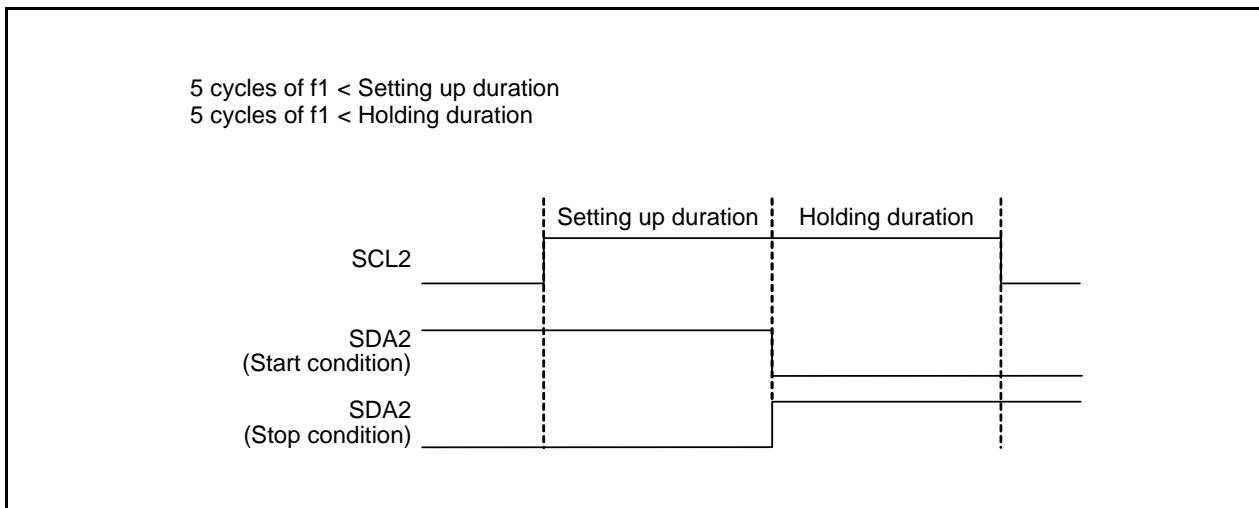 5 cycles of f1 < Setting up duration
5 cycles of f1 < Holding duration
Setting up duration
Holding duration
SCL2
SDA2
(Start condition)
SDA2
(Stop condition)